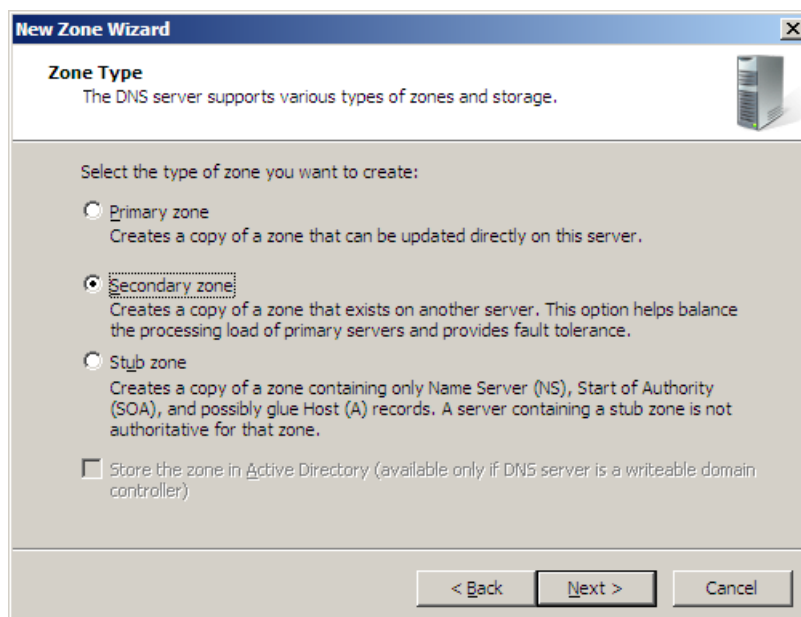 New Zone Wizard
Zone Type
The DNS server supports various types of zones and storage.
Select the type of zone you want to create:
Primary zone
Creates a copy of a zone that can be updated directly on this server.
Secondary zone
Creates a copy of a zone that exists on another server. This option helps balance
the processing load of primary servers and provides fault tolerance.
Stub zone
Creates a copy of a zone containing only Name Server (NS), Start of Authority
(SOA), and possibly glue Host (A) records. A server containing a stub zone is not
authoritative for that zone.
Store the zone in Active Directory (available only if DNS server is a writeable domain
controller)
< Back Next > Cancel